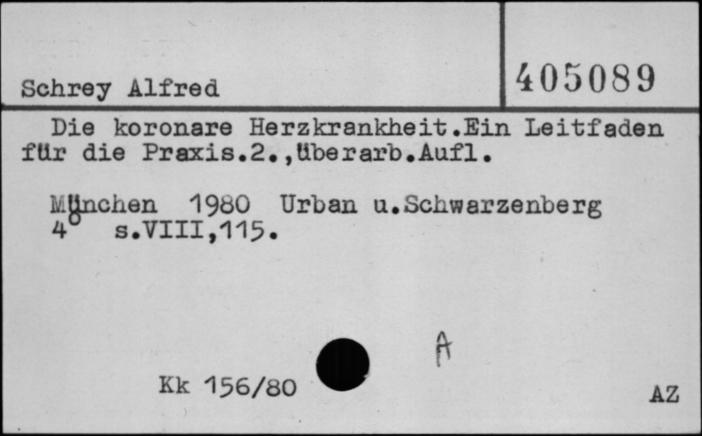 405089
Schrey Alfred
Die koronare Herzkrankheit.Ein Leitfaden
für die Praxis.2.,überarb.Aufl.
München 1980 Urban u.Schwarzenberg
4° s.VIII,115.
A
Kk 156/80
AZ